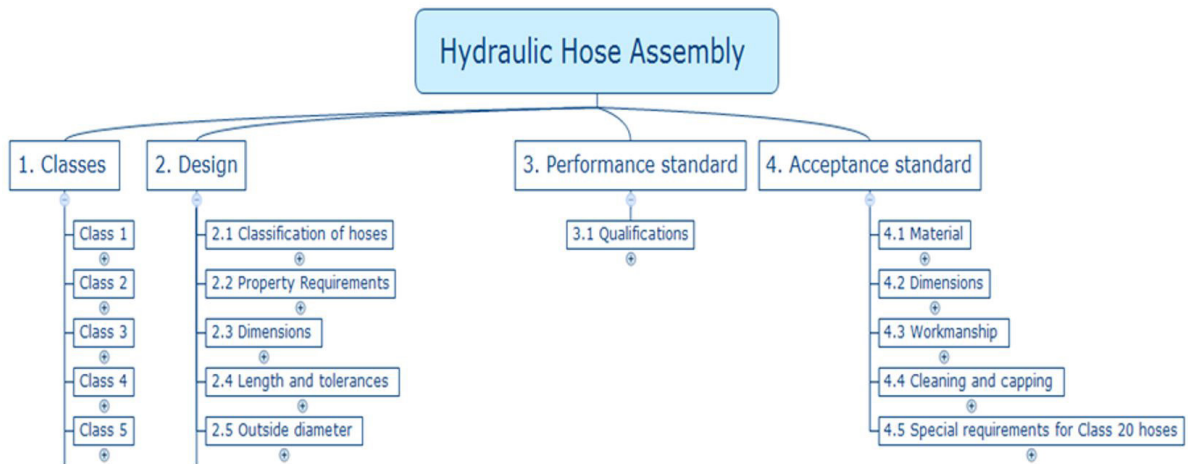 Hydraulic Hose Assembly
1. Classes
2. Design
3. Performance standard
4. Acceptance standard
Class 1
Class 2
Class 3
Class 4
Class 5
2.1 Classification of hoses
2.2 Property Requirements
2.3 Dimensions
2.4 Length and tolerances
2.5 Outside diameter
3.1 Qualifications
4.1 Material
4.2 Dimensions
4.3 Workmanship
4.4 Cleaning and capping
4.5 Special requirements for Class 20 hoses